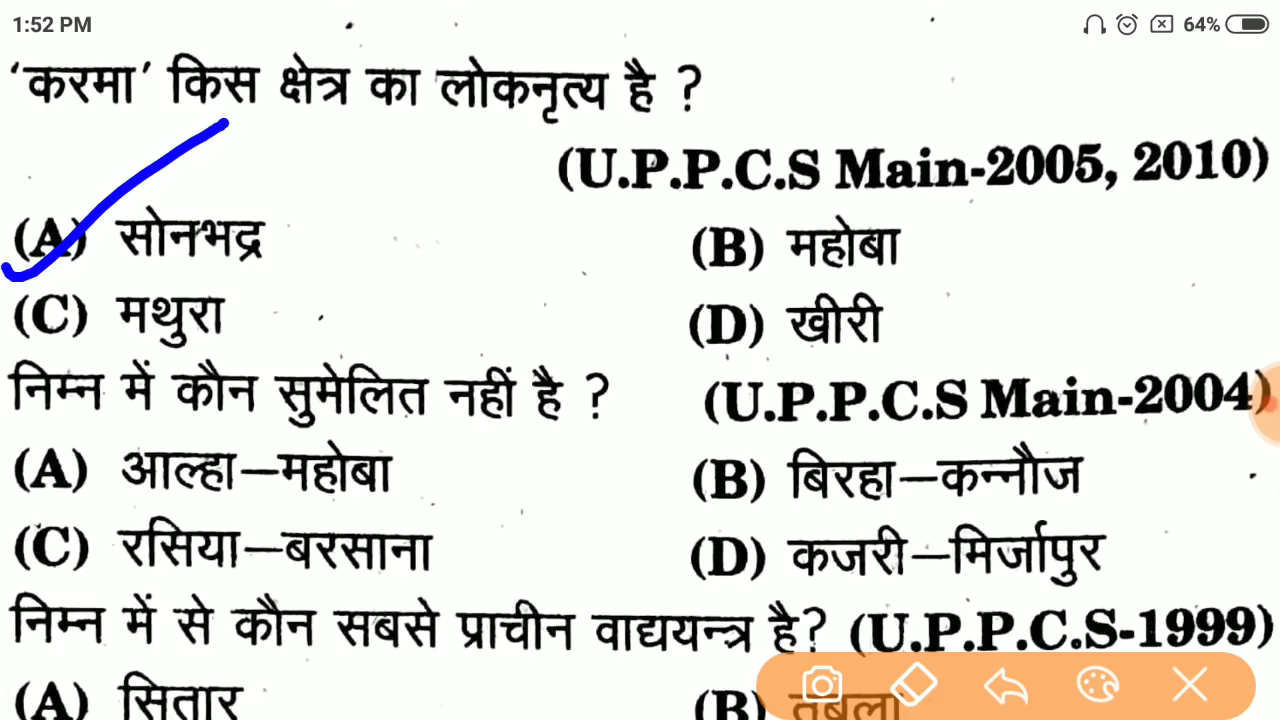 1:52 PM 64%
‘करमा’ किस क्षेत्र का लोकनृत्य है ?
(U.P.P.C.S Main-2005, 2010)
(A) सोनभद्र (B) महोबा
(C) मथुरा (D) खीरी
निम्न में कौन सुमेलित नहीं है ? (U.P.P.C.S Main-2004)
(A) आल्हा—महोबा (B) बिरहा—कन्नौज
(C) रसिया—बरसाना (D) कजरी—मिर्जापुर
निम्न में से कौन सबसे प्राचीन वाद्ययन्त्र है? (U.P.P.C.S-1999)
(A) सितार (B) तबला